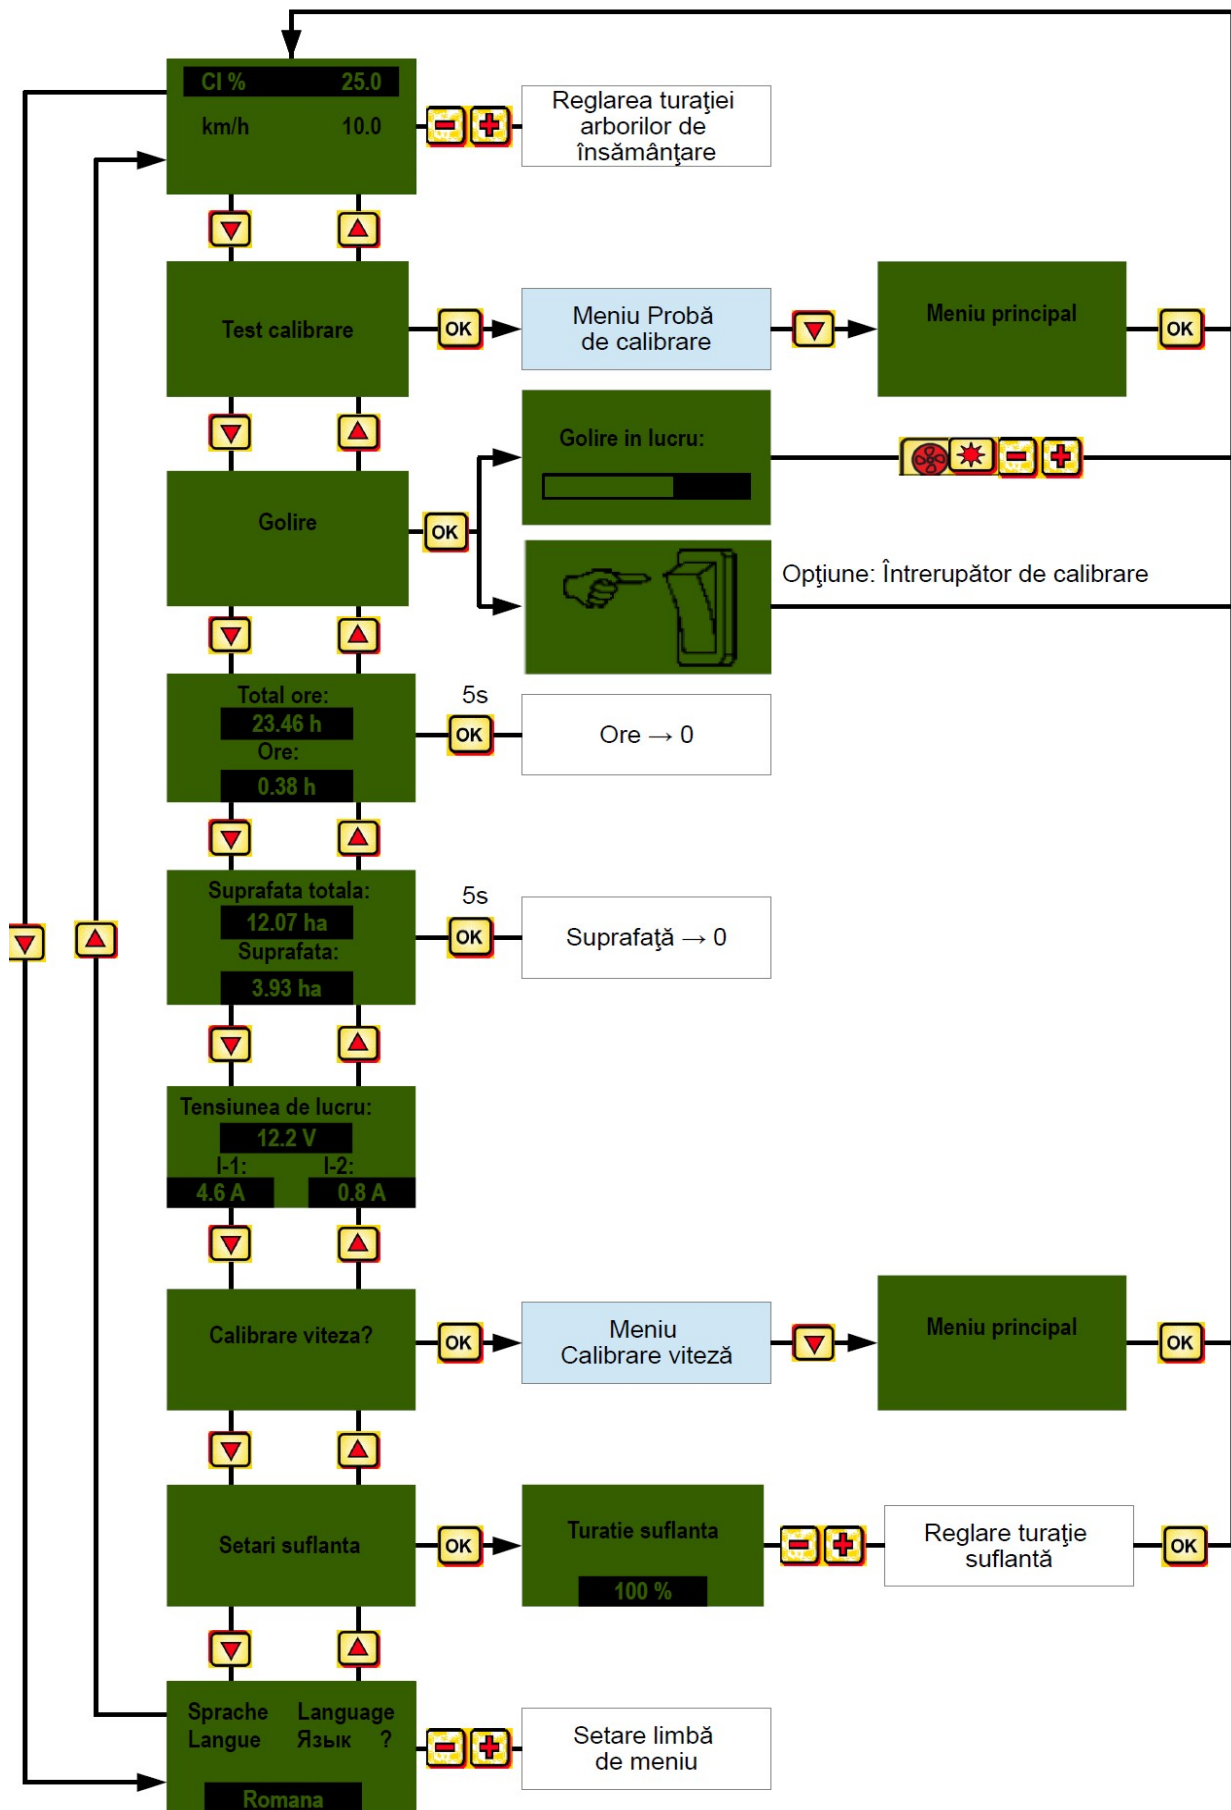 CI % 25.0
km/h 10.0
Reglarea turaţiei
arborilor de
însămânţare
Test calibrare
OK
Meniu Probă
de calibrare
Meniu principal
OK
Golire in lucru:
Golire
OK
Opţiune: Întrerupător de calibrare
Total ore:
23.46 h
Ore:
0.38 h
5s
OK
Ore → 0
Suprafata totala:
12.07 ha
Suprafata:
3.93 ha
5s
OK
Suprafaţă → 0
Tensiunea de lucru:
12.2 V
I-1: I-2:
4.6 A 0.8 A
Calibrare viteza?
OK
Meniu
Calibrare viteză
Meniu principal
OK
Setari suflanta
OK
Turatie suflanta
100 %
Reglare turaţie
suflantă
OK
Sprache Language
Langue Язык ?
Romana
Setare limbă
de meniu